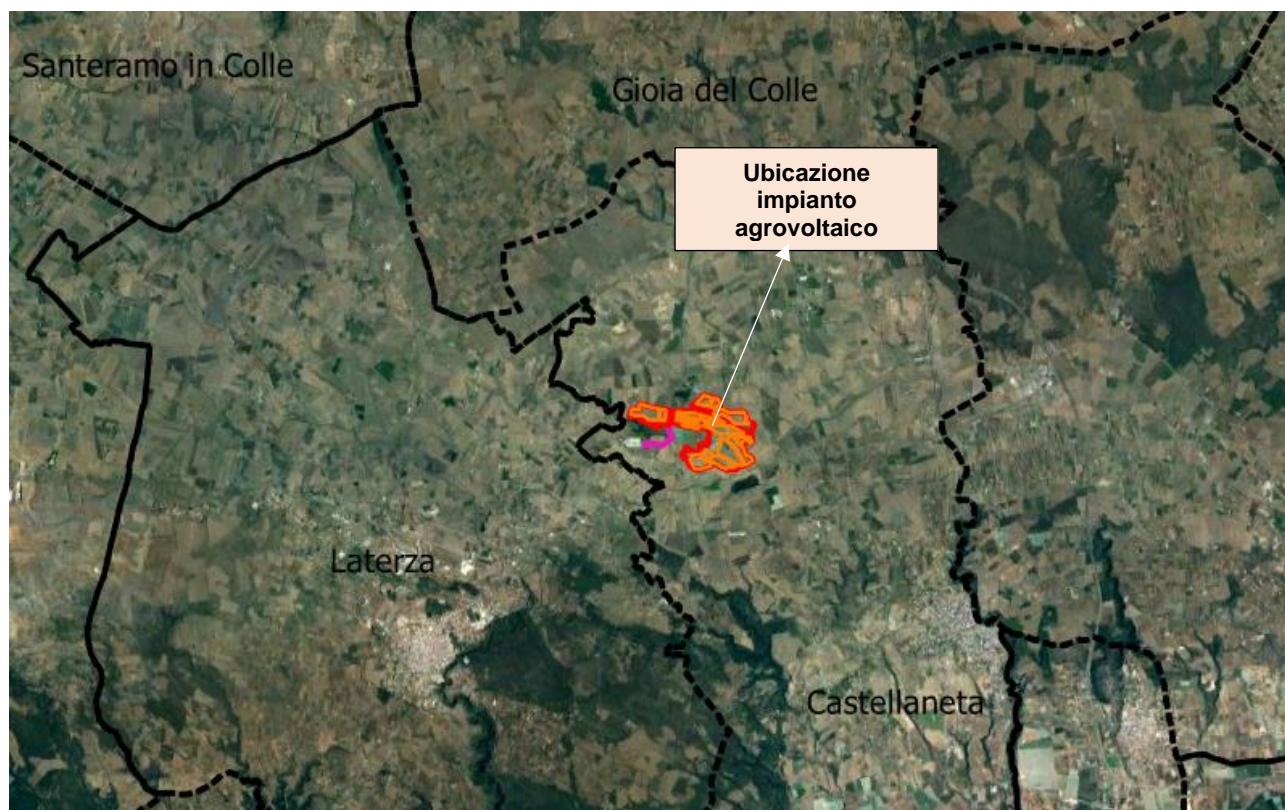 Santeramo in Colle
Gioia del Colle
Ubicazione
impianto
agrovoltaico
Laterza
Castellaneta